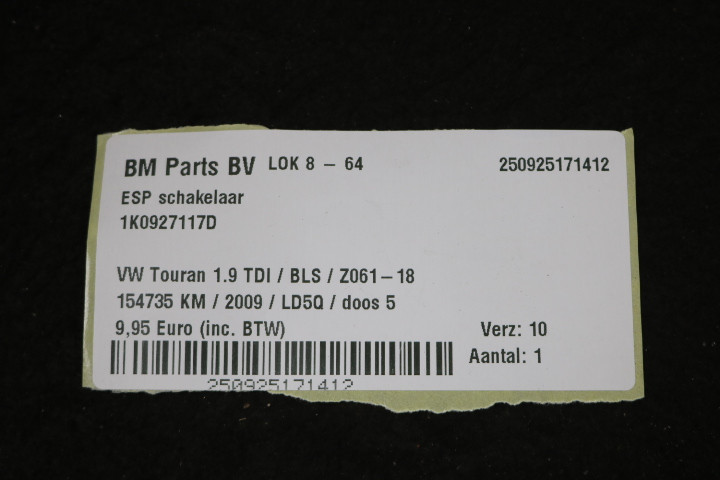 BM Parts BV LOK 8 - 64 250925171412
ESP schakelaar
1K0927117D
VW Touran 1.9 TDI / BLS / Z061-18
154735 KM / 2009 / LD5Q / doos 5
9,95 Euro (inc. BTW) Verz: 10
Aantal: 1
250925171412